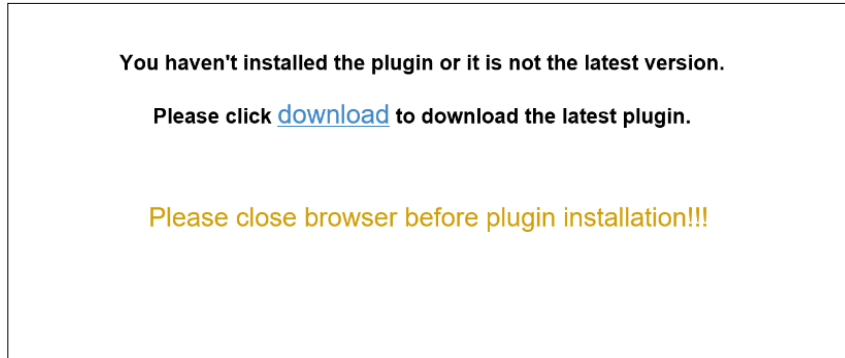 You haven't installed the plugin or it is not the latest version.
Please click download to download the latest plugin.
Please close browser before plugin installation!!!